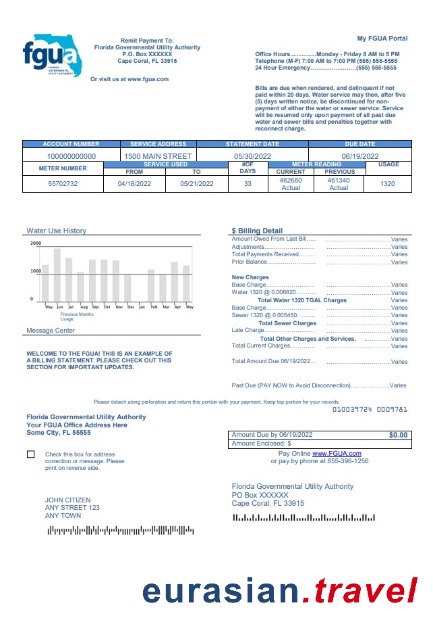 fgua
FLORIDA
GOVERNMENTAL
UTILITY AUTHORITY
Remit Payment To:
Florida Governmental Utility Authority
P.O. Box XXXXXX
Cape Coral, FL 33915
Or visit us at www.fgua.com
My FGUA Portal
Office Hours..........Monday - Friday 8 AM to 5 PM
Telephone (M-F) 7:00 AM to 7:00 PM (555) 555-5555
24 Hour Emergency......................(555) 555-5555
Bills are due when rendered, and delinquent if not
paid within 20 days. Water service may then, after five
(5) days written notice, be discontinued for non-
payment of either the water or sewer service. Service
will be resumed only upon payment of all past due
water and sewer bills and penalties together with
reconnect charge.
ACCOUNT NUMBER SERVICE ADDRESS STATEMENT DATE DUE DATE
100000000000 1500 MAIN STREET 05/30/2022 06/19/2022
METER NUMBER SERVICE USED #OF DAYS METER READING USAGE
FROM TO CURRENT PREVIOUS
55702732 04/18/2022 05/21/2022 33 462660 Actual 461340 Actual 1320
Water Use History
2000
1000
0
May Jun Jul Aug Sep Oct Nov Dec Jan Feb Mar Apr May
Previous Months
Usage
Message Center
WELCOME TO THE FGUA! THIS IS AN EXAMPLE OF
A BILLING STATEMENT. PLEASE CHECK OUT THIS
SECTION FOR IMPORTANT UPDATES.
$ Billing Detail
Amount Owed From Last Bill..... Varies
Adjustments..... Varies
Total Payments Received....... Varies
Prior Balance..... Varies
New Charges
Base Charge..... Varies
Water 1320 @ 0.006820..... Varies
Total Water 1320 TGAL Charges Varies
Base Charge..... Varies
Sewer 1320 @ 0.005450..... Varies
Total Sewer Charges Varies
Late Charge..... Varies
Total Other Charges and Services. Varies
Total Current Charges..... Varies
Total Amount Due 06/19/2022... Varies
Past Due (PAY NOW to Avoid Disconnection).....Varies
Please detach along perforation and return this portion with your payment. Keep top portion for your records.
010039724 0009781
Florida Governmental Utility Authority
Your FGUA Office Address Here
Some City, FL 55555
Amount Due by 06/19/2022 $0.00
Amount Enclosed: $
Pay Online www.FGUA.com
or pay by phone at 855-396-1256
Check this box for address
correction or message. Please
print on reverse side.
Florida Governmental Utility Authority
PO Box XXXXXX
Cape Coral, FL 33915
JOHN CITIZEN
ANY STREET 123
ANY TOWN
eurasian.travel